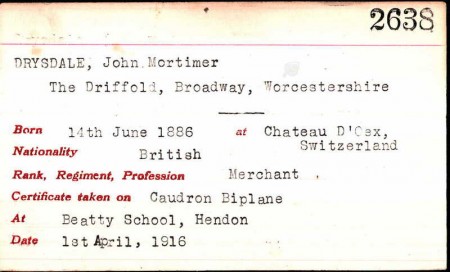 2638
DRYSDALE, John Mortimer
The Driffold, Broadway, Worcestershire
Born 14th June 1886 at Chateau D'Oex,
Switzerland
Nationality British
Rank, Regiment, Profession Merchant
Certificate taken on Caudron Biplane
At Beatty School, Hendon
Date 1st April, 1916